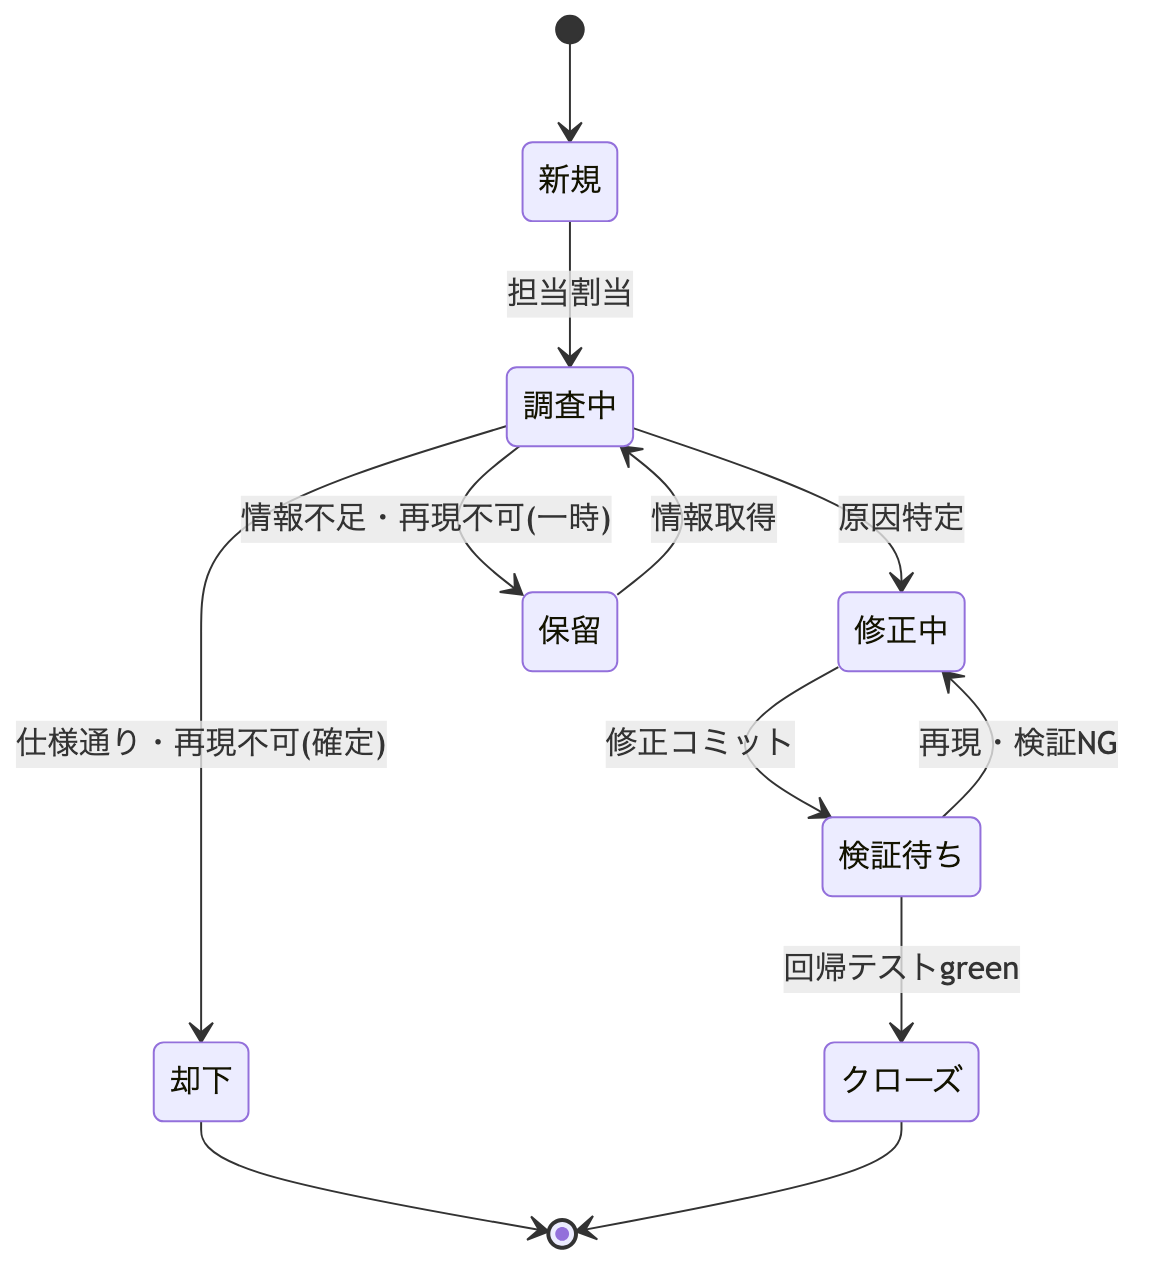 新規
担当割当
調査中
情報不足・再現不可(一時)
情報取得
原因特定
保留
修正中
仕様通り・再現不可(確定)
修正コミット
再現・検証NG
検証待ち
回帰テストgreen
却下
クローズ